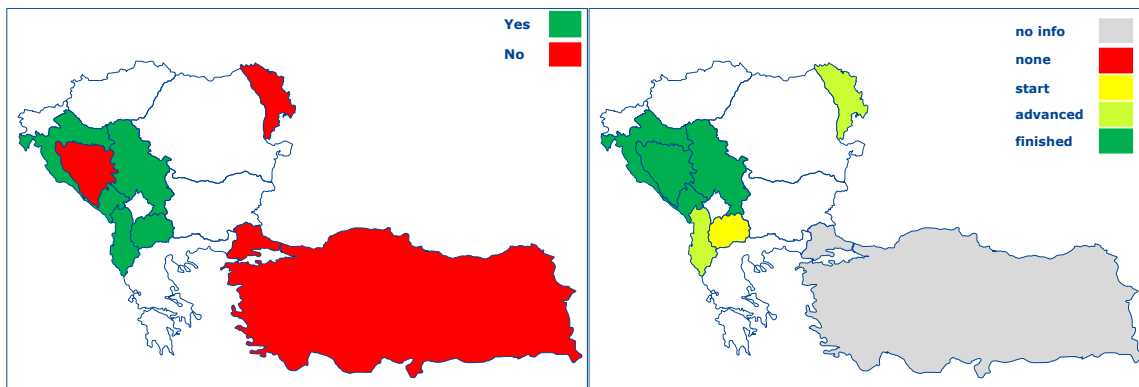 Yes
No
no info
none
start
advanced
finished